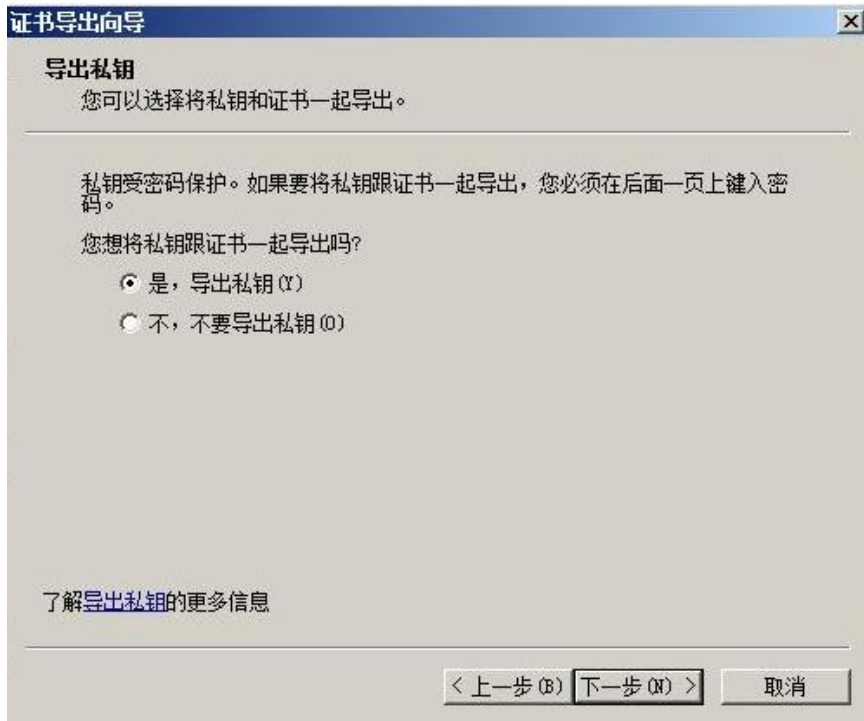 证书导出向导
导出私钥
您可以选择将私钥和证书一起导出。
私钥受密码保护。如果要将私钥跟证书一起导出，您必须在后面一页上键入密
码。
您想将私钥跟证书一起导出吗?
是，导出私钥(Y)
不，不要导出私钥(O)
了解导出私钥的更多信息
< 上一步(B) 下一步(N) > 取消